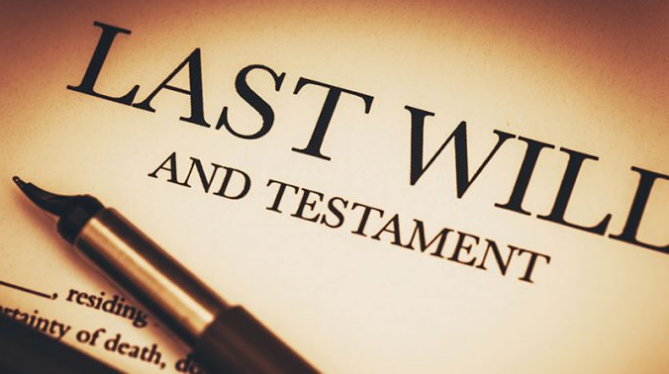 LAST WILL
AND TESTAMENT
, residing
of death,